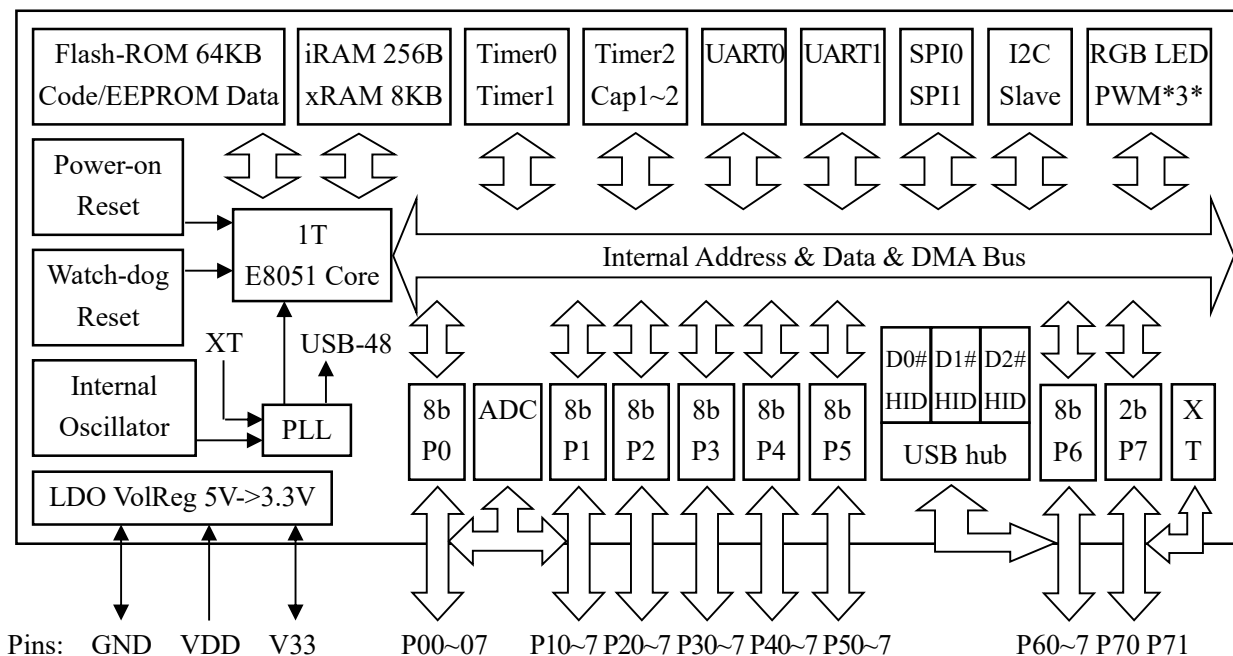 Flash-ROM 64KB
Code/EEPROM Data
iRAM 256B
xRAM 8KB
Timer0
Timer1
Timer2
Cap1~2
UART0
UART1
SPI0
SPI1
I2C
Slave
RGB LED
PWM*3*
Power-on
Reset
1T
E8051 Core
Internal Address & Data & DMA Bus
Watch-dog
Reset
XT
USB-48
Internal
Oscillator
PLL
8b
P0
ADC
8b
P1
8b
P2
8b
P3
8b
P4
8b
P5
D0#
HID
D1#
HID
D2#
HID
USB hub
8b
P6
2b
P7
X
T
LDO VolReg 5V->3.3V
Pins: GND VDD V33 P00~07 P10~7 P20~7 P30~7 P40~7 P50~7 P60~7 P70 P71